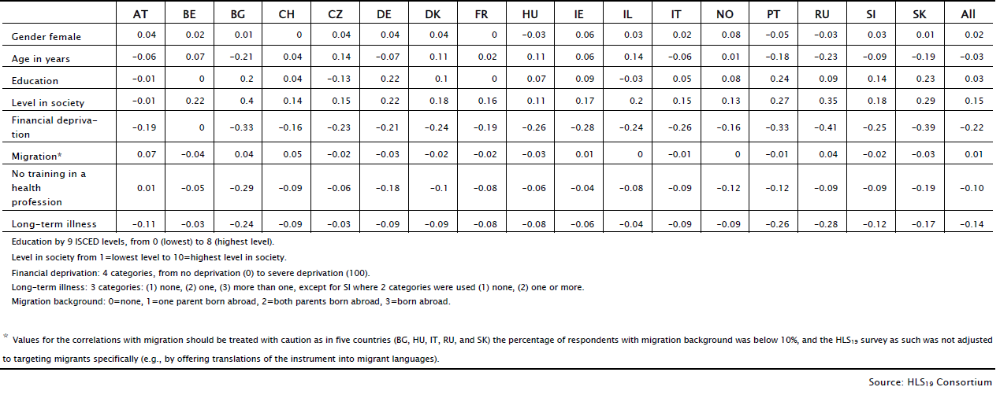 AT BE BG CH CZ DE DK FR HU IE IL IT NO PT RU SI SK All
Gender female 0.04 0.02 0.01 0 0.04 0.04 0.04 0 −0.03 0.06 0.03 0.02 0.08 −0.05 −0.03 0.03 0.01 0.02
Age in years −0.06 0.07 −0.21 0.04 0.14 −0.07 0.11 0.02 0.11 0.06 0.14 −0.06 0.01 −0.18 −0.23 −0.09 −0.19 −0.03
Education −0.01 0 0.2 0.04 −0.13 0.22 0.1 0 0.07 0.09 −0.03 0.05 0.08 0.24 0.09 0.14 0.23 0.03
Level in society −0.01 0.22 0.4 0.14 0.15 0.22 0.18 0.16 0.11 0.17 0.2 0.15 0.13 0.27 0.35 0.18 0.29 0.15
Financial depriva−
tion −0.19 0 −0.33 −0.16 −0.23 −0.21 −0.24 −0.19 −0.26 −0.28 −0.24 −0.26 −0.16 −0.33 −0.41 −0.25 −0.39 −0.22
Migration* 0.07 −0.04 0.04 0.05 −0.02 −0.03 −0.02 −0.02 −0.03 0.01 0 −0.01 0 −0.01 0.04 −0.02 −0.03 0.01
No training in a
health
profession 0.01 −0.05 −0.29 −0.09 −0.06 −0.18 −0.1 −0.08 −0.06 −0.04 −0.08 −0.09 −0.12 −0.12 −0.09 −0.09 −0.19 −0.10
Long−term illness −0.11 −0.03 −0.24 −0.09 −0.03 −0.09 −0.09 −0.08 −0.08 −0.06 −0.04 −0.09 −0.09 −0.26 −0.28 −0.12 −0.17 −0.14
Education by 9 ISCED levels, from 0 (lowest) to 8 (highest level).
Level in society from 1=lowest level to 10=highest level in society.
Financial deprivation: 4 categories, from no deprivation (0) to severe deprivation (100).
Long−term illness: 3 categories: (1) none, (2) one, (3) more than one, except for SI where 2 categories were used (1) none, (2) one or more.
Migration background: 0=none, 1=one parent born abroad, 2=both parents born abroad, 3=born abroad.
* Values for the correlations with migration should be treated with caution as in five countries (BG, HU, IT, RU, and SK) the percentage of respondents with migration background was below 10%, and the HLS₁₉ survey as such was not adjusted
to targeting migrants specifically (e.g., by offering translations of the instrument into migrant languages).
Source: HLS₁₉ Consortium